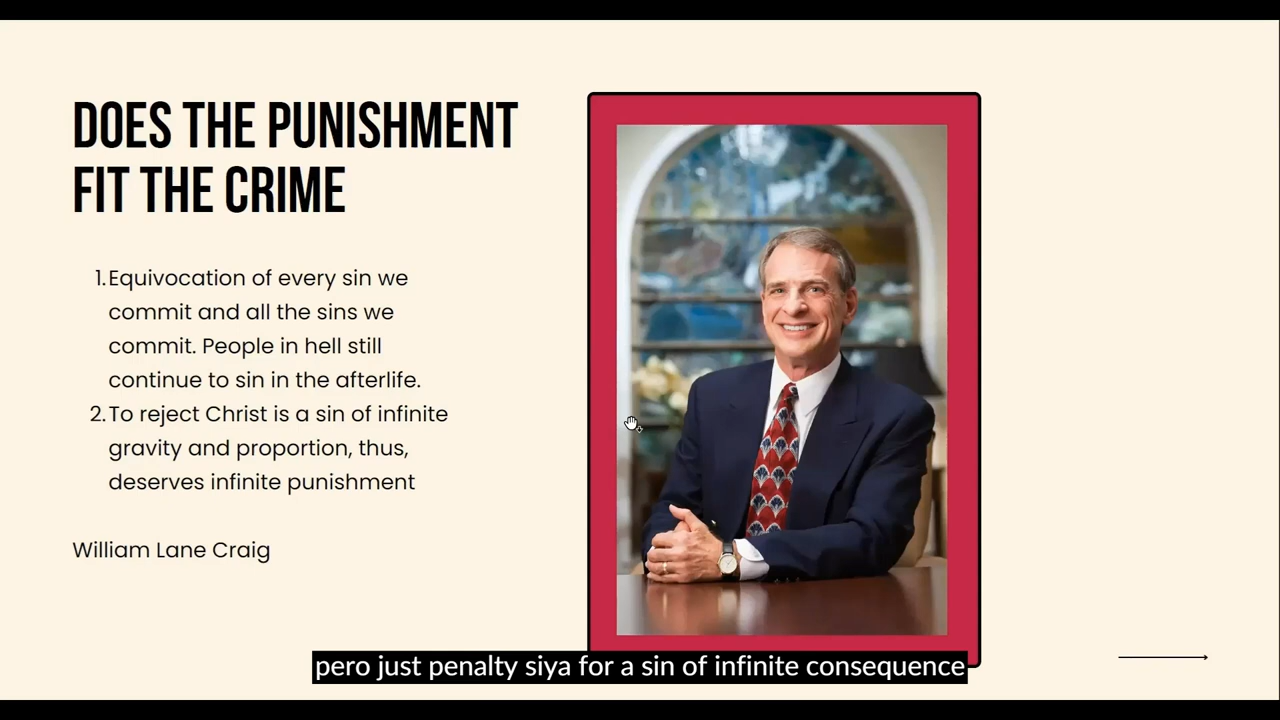 DOES THE PUNISHMENT
FIT THE CRIME
1. Equivocation of every sin we
commit and all the sins we
commit. People in hell still
continue to sin in the afterlife.
2. To reject Christ is a sin of infinite
gravity and proportion, thus,
deserves infinite punishment
William Lane Craig
pero just penalty siya for a sin of infinite consequence